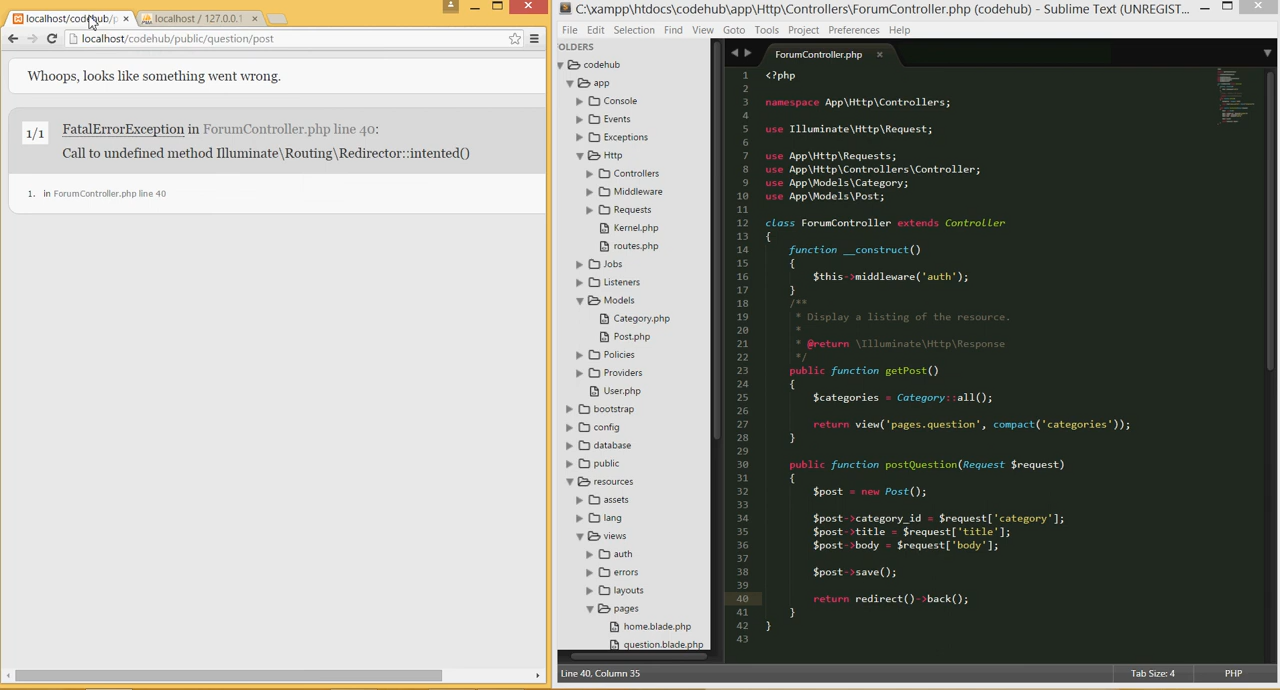 localhost/codehub/p
localhost / 127.0.0.1
localhost/codehub/public/question/post
Whoops, looks like something went wrong.
1/1
FatalErrorException in ForumController.php line 40:
Call to undefined method Illuminate\Routing\Redirector::intented()
1. in ForumController.php line 40
C:\xampp\htdocs\codehub\app\Http\Controllers\ForumController.php (codehub) - Sublime Text (UNREGIST...
File Edit Selection Find View Goto Tools Project Preferences Help
OLDERS
codehub
app
Console
Events
Exceptions
Http
Controllers
Middleware
Requests
Kernel.php
routes.php
Jobs
Listeners
Models
Category.php
Post.php
Policies
Providers
User.php
bootstrap
config
database
public
resources
assets
lang
views
auth
errors
layouts
pages
home.blade.php
question.blade.php
ForumController.php
1 <?php
2
3 namespace App\Http\Controllers;
4
5 use Illuminate\Http\Request;
6
7 use App\Http\Requests;
8 use App\Http\Controllers\Controller;
9 use App\Models\Category;
10 use App\Models\Post;
11
12 class ForumController extends Controller
13 {
14 function __construct()
15 {
16 $this->middleware('auth');
17 }
18 /**
19 * Display a listing of the resource.
20 *
21 * @return \Illuminate\Http\Response
22 */
23 public function getPost()
24 {
25 $categories = Category::all();
26
27 return view('pages.question', compact('categories'));
28 }
29
30 public function postQuestion(Request $request)
31 {
32 $post = new Post();
33
34 $post->category_id = $request['category'];
35 $post->title = $request['title'];
36 $post->body = $request['body'];
37
38 $post->save();
39
40 return redirect()->back();
41 }
42 }
43
Line 40, Column 35
Tab Size: 4
PHP